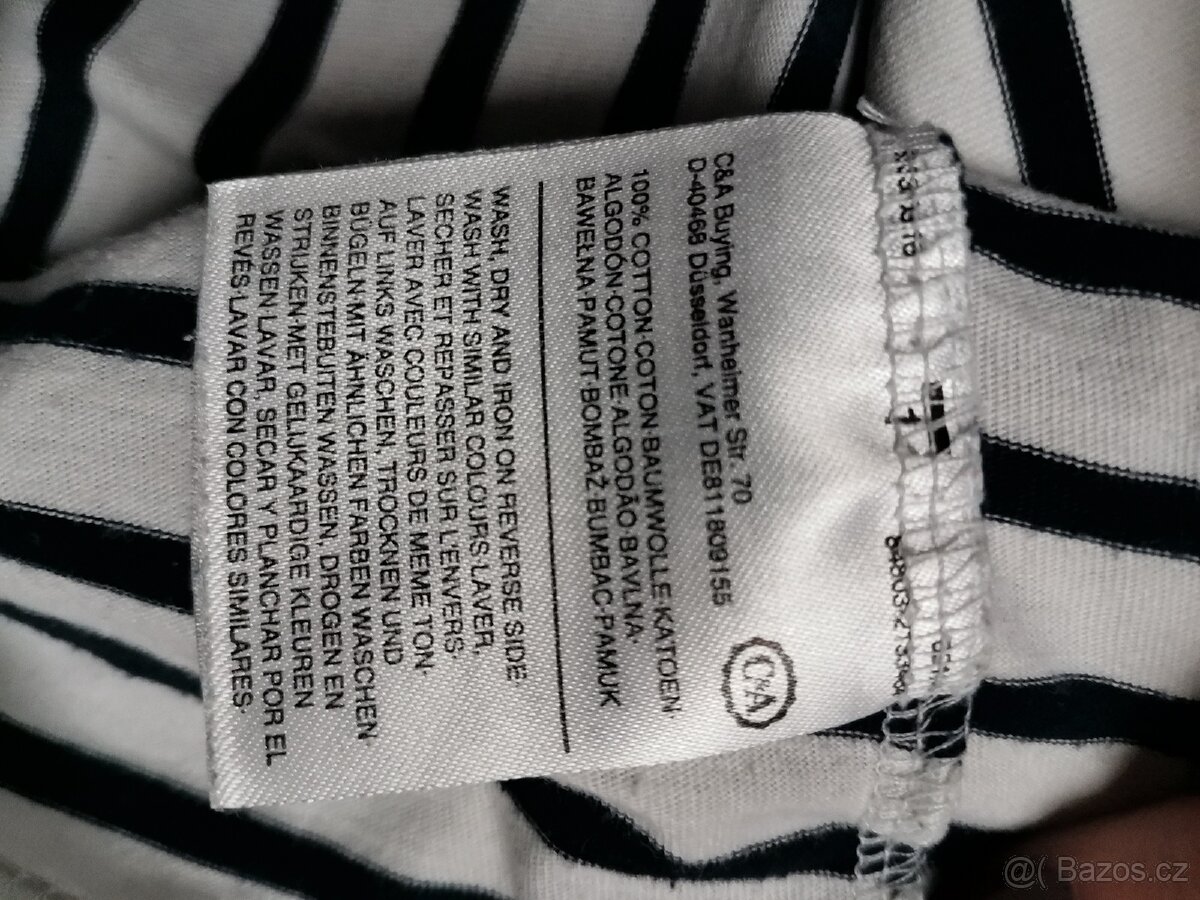 C&A
C&A Buying, Wanheimer Str. 70
D-40468 Düsseldorf, VAT DE811809155
100% COTTON·COTON·BAUMWOLLE·KATOEN·
ALGODÓN·COTONE·ALGODÃO·BAVLNA·
BAWEŁNA·PAMUT·BOMBAŽ·BUMBAC·PAMUK
WASH, DRY AND IRON ON REVERSE SIDE·
WASH WITH SIMILAR COLOURS·LAVER,
SECHER ET REPASSER SUR L'ENVERS·
LAVER AVEC COULEURS DE MEME TON·
AUF LINKS WASCHEN, TROCKNEN UND
BÜGELN·MIT ÄHNLICHEN FARBEN WASCHEN·
BINNENSTEBUITEN WASSEN, DROGEN EN
STRIJKEN·MET GELIJKAARDIGE KLEUREN
WASSEN·LAVAR, SECAR Y PLANCHAR POR EL
REVÉS·LAVAR CON COLORES SIMILARES·
@( Bazos.cz